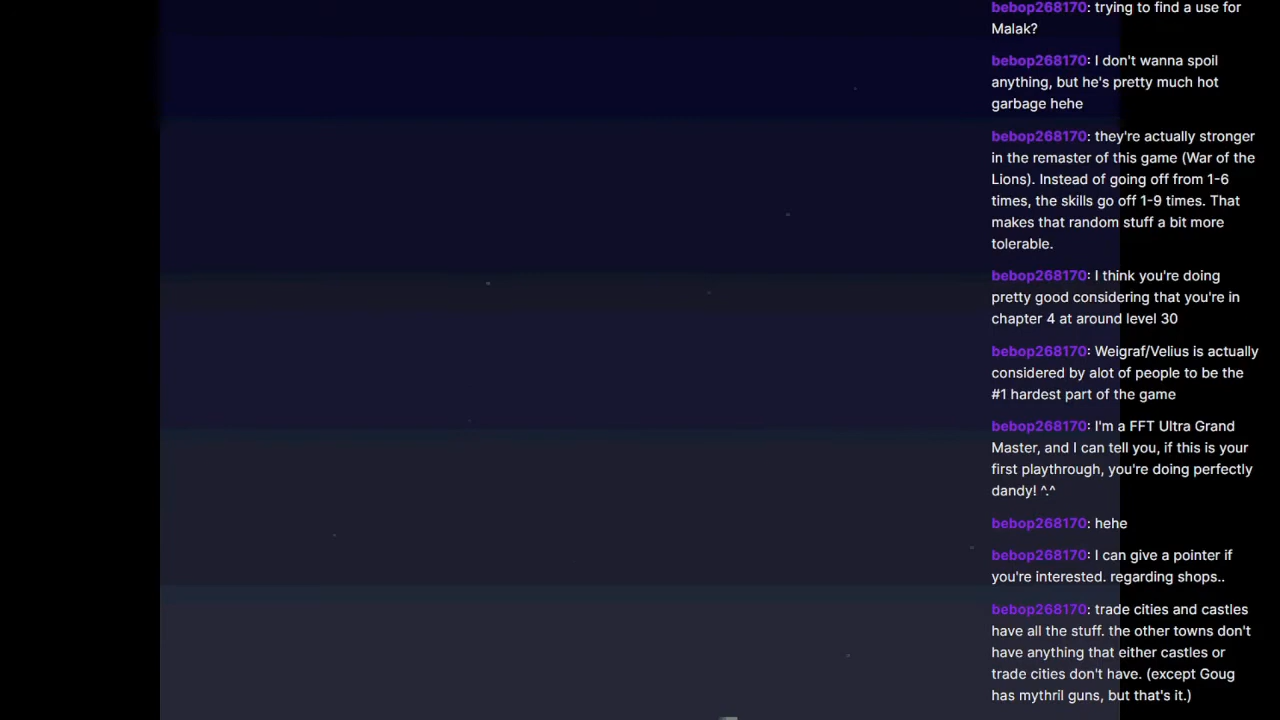 bebop268170: trying to find a use for
Malak?
bebop268170: I don't wanna spoil
anything, but he's pretty much hot
garbage hehe
bebop268170: they're actually stronger
in the remaster of this game (War of the
Lions). Instead of going off from 1-6
times, the skills go off 1-9 times. That
makes that random stuff a bit more
tolerable.
bebop268170: I think you're doing
pretty good considering that you're in
chapter 4 at around level 30
bebop268170: Weigraf/Velius is actually
considered by alot of people to be the
#1 hardest part of the game
bebop268170: I'm a FFT Ultra Grand
Master, and I can tell you, if this is your
first playthrough, you're doing perfectly
dandy! ^.^
bebop268170: hehe
bebop268170: I can give a pointer if
you're interested. regarding shops..
bebop268170: trade cities and castles
have all the stuff. the other towns don't
have anything that either castles or
trade cities don't have. (except Goug
has mythril guns, but that's it.)